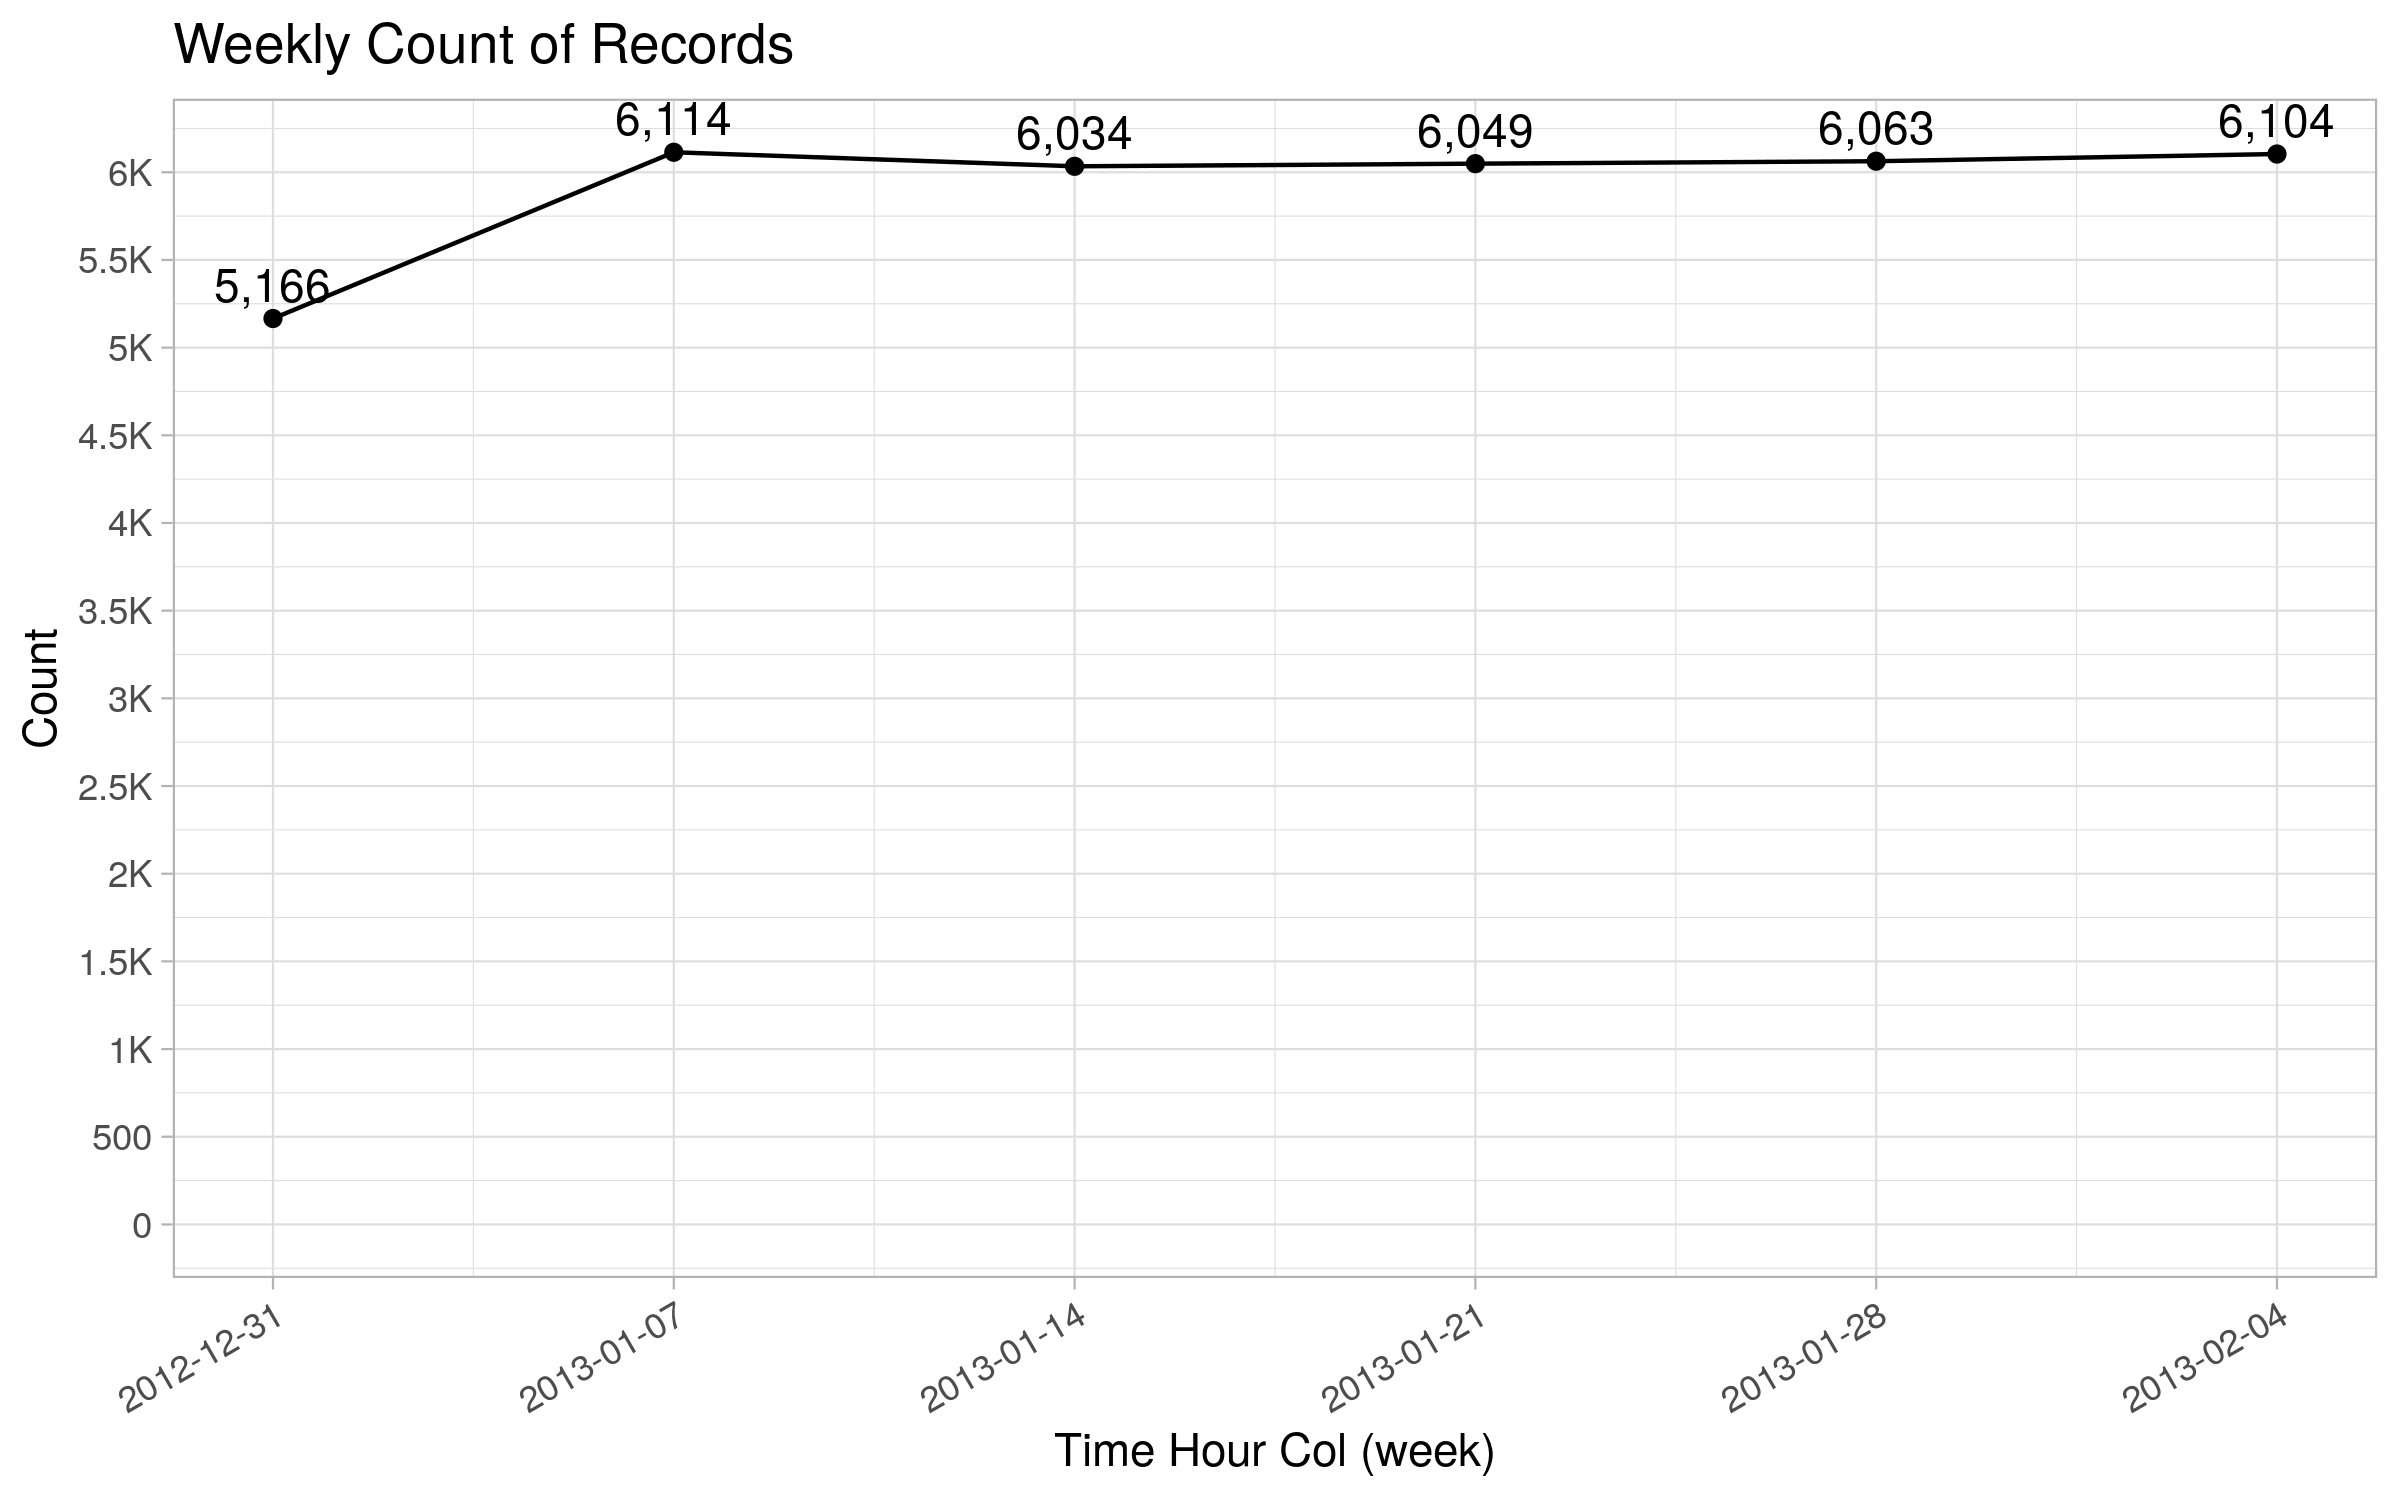 Weekly Count of Records
6,114
6,034
6,049
6,063
6,104
5,166
6K
5.5K
5K
4.5K
4K
3.5K
3K
2.5K
2K
1.5K
1K
500
0
Count
2012-12-31
2013-01-07
2013-01-14
2013-01-21
2013-01-28
2013-02-04
Time Hour Col (week)